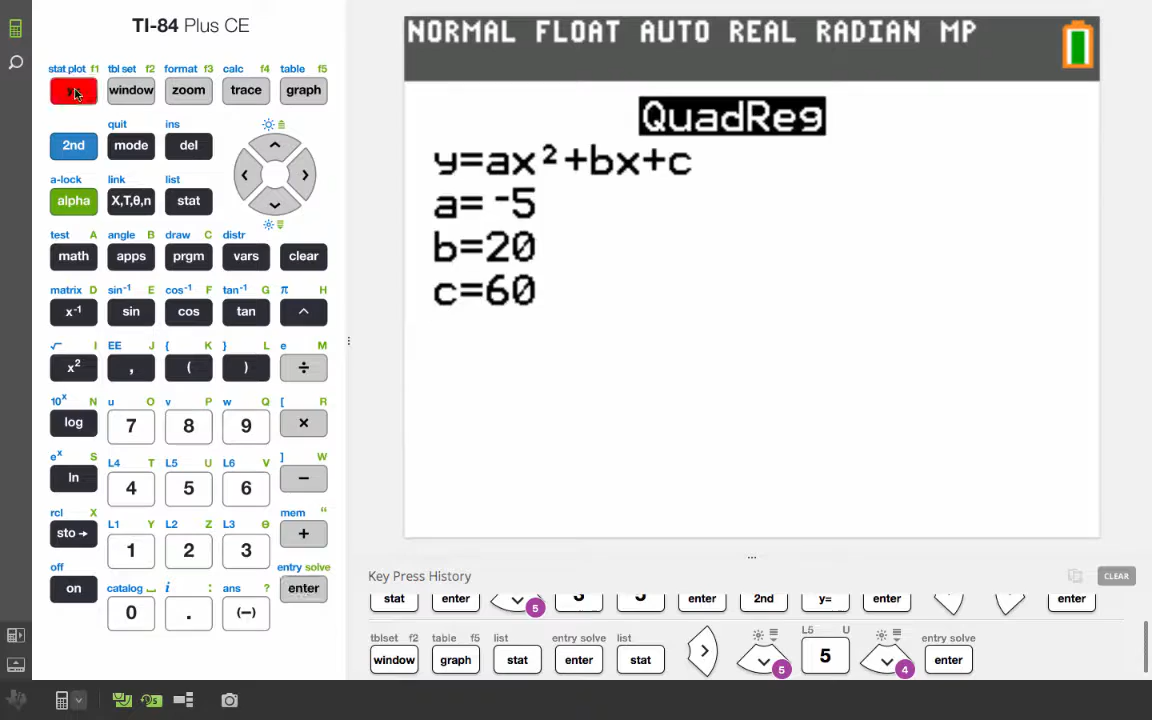 TI-84 Plus CE
stat plot f1 tbl set f2 format f3 calc f4 table f5
window zoom trace graph
quit ins
2nd mode del
a-lock link list
alpha X,T,θ,n stat
test A angle B draw C distr
math apps prgm vars clear
matrix D sin⁻¹ E cos⁻¹ F tan⁻¹ G π H
x⁻¹ sin cos tan ^
√ I EE J { K } L e M
x² , ( ) ÷
10ˣ N u O v P w Q [ R
log 7 8 9 ×
eˣ S L4 T L5 U L6 V ] W
ln 4 5 6 −
rcl X L1 Y L2 Z L3 θ mem “
sto→ 1 2 3 +
off catalog i : ans ? entry solve
on 0 . (−) enter
NORMAL FLOAT AUTO REAL RADIAN MP
QuadReg
y=ax²+bx+c
a= -5
b=20
c=60
Key Press History
CLEAR
stat enter 5 enter 2nd y= enter enter
tblset f2 table f5 list entry solve list L5 U entry solve
window graph stat enter stat 5 5 4 enter